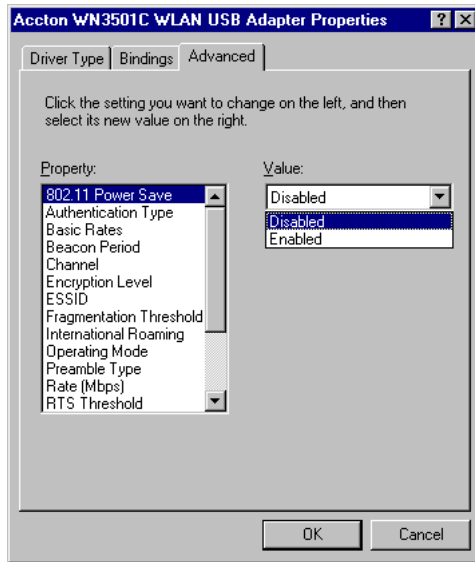 Accton WN3501C WLAN USB Adapter Properties
Driver Type Bindings Advanced
Click the setting you want to change on the left, and then
select its new value on the right.
Property:
802.11 Power Save
Authentication Type
Basic Rates
Beacon Period
Channel
Encryption Level
ESSID
Fragmentation Threshold
International Roaming
Operating Mode
Preamble Type
Rate (Mbps)
RTS Threshold
Value:
Disabled
Disabled
Enabled
OK Cancel